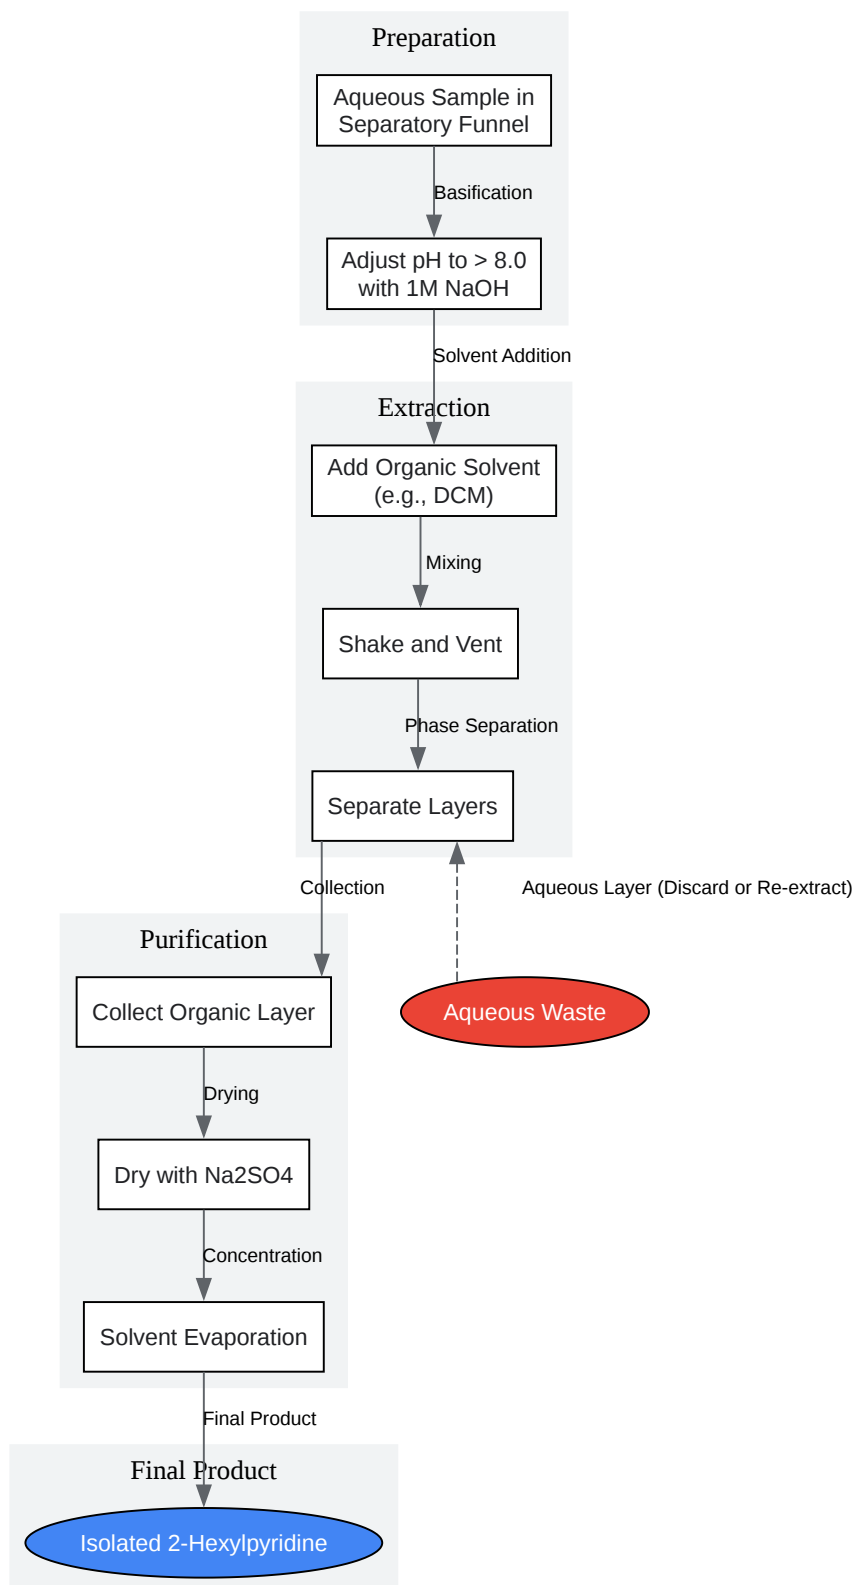 Preparation
Aqueous Sample in
Separatory Funnel
Basification
Adjust pH to > 8.0
with 1M NaOH
Solvent Addition
Extraction
Add Organic Solvent
(e.g., DCM)
Mixing
Shake and Vent
Phase Separation
Separate Layers
Collection
Aqueous Layer (Discard or Re-extract)
Purification
Collect Organic Layer
Aqueous Waste
Drying
Dry with Na2SO4
Concentration
Solvent Evaporation
Final Product
Final Product
Isolated 2-Hexylpyridine